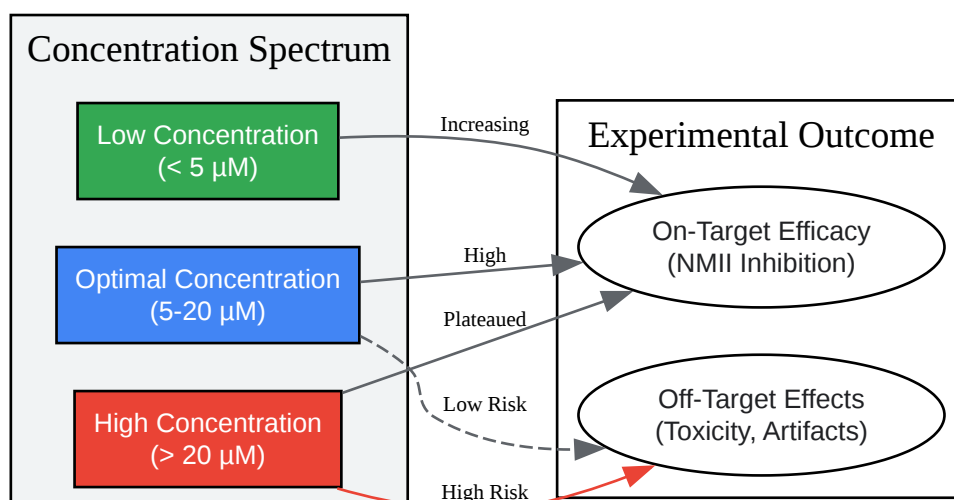 Concentration Spectrum
Low Concentration
(< 5 µM)
Optimal Concentration
(5-20 µM)
High Concentration
(> 20 µM)
Increasing
High
Plateaued
Low Risk
High Risk
Experimental Outcome
On-Target Efficacy
(NMII Inhibition)
Off-Target Effects
(Toxicity, Artifacts)